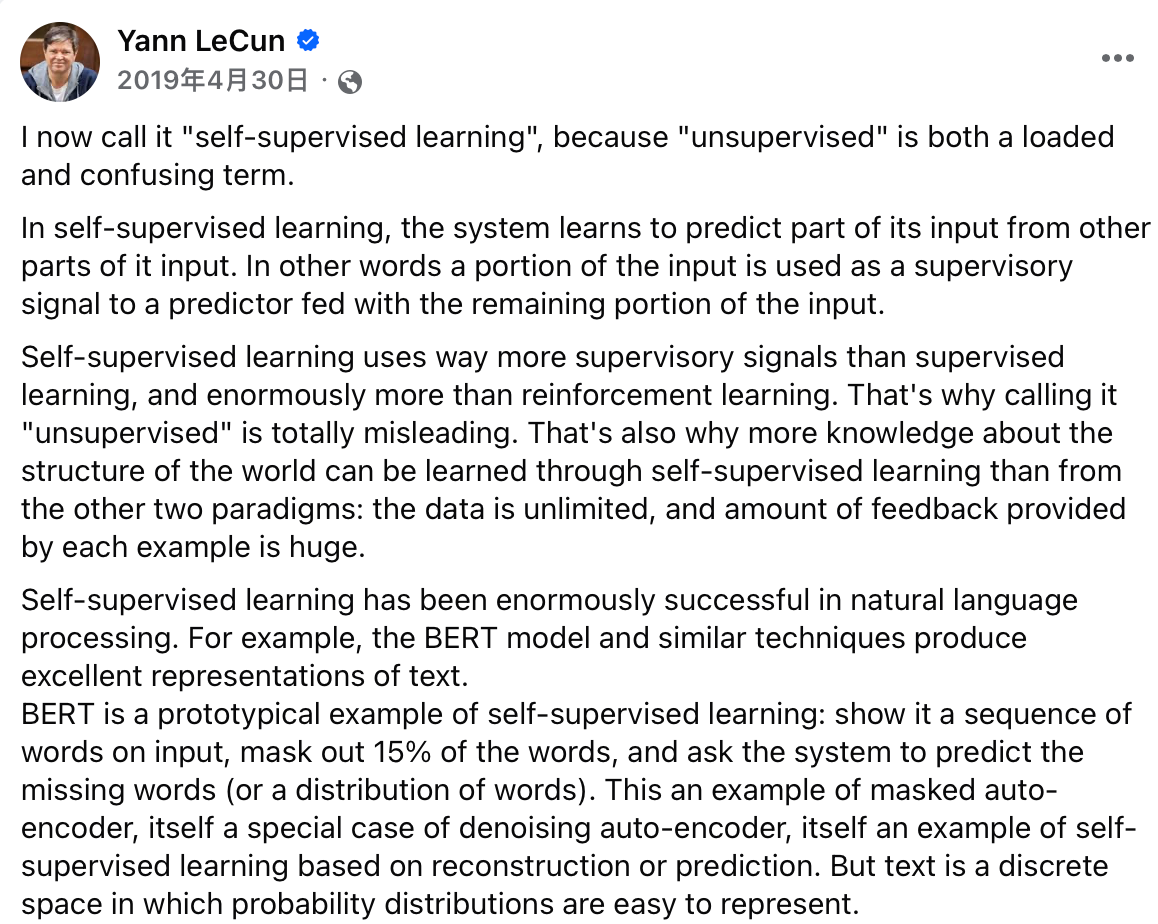 Yann LeCun
2019年4月30日 ·
I now call it "self-supervised learning", because "unsupervised" is both a loaded
and confusing term.
In self-supervised learning, the system learns to predict part of its input from other
parts of it input. In other words a portion of the input is used as a supervisory
signal to a predictor fed with the remaining portion of the input.
Self-supervised learning uses way more supervisory signals than supervised
learning, and enormously more than reinforcement learning. That's why calling it
"unsupervised" is totally misleading. That's also why more knowledge about the
structure of the world can be learned through self-supervised learning than from
the other two paradigms: the data is unlimited, and amount of feedback provided
by each example is huge.
Self-supervised learning has been enormously successful in natural language
processing. For example, the BERT model and similar techniques produce
excellent representations of text.
BERT is a prototypical example of self-supervised learning: show it a sequence of
words on input, mask out 15% of the words, and ask the system to predict the
missing words (or a distribution of words). This an example of masked auto-
encoder, itself a special case of denoising auto-encoder, itself an example of self-
supervised learning based on reconstruction or prediction. But text is a discrete
space in which probability distributions are easy to represent.